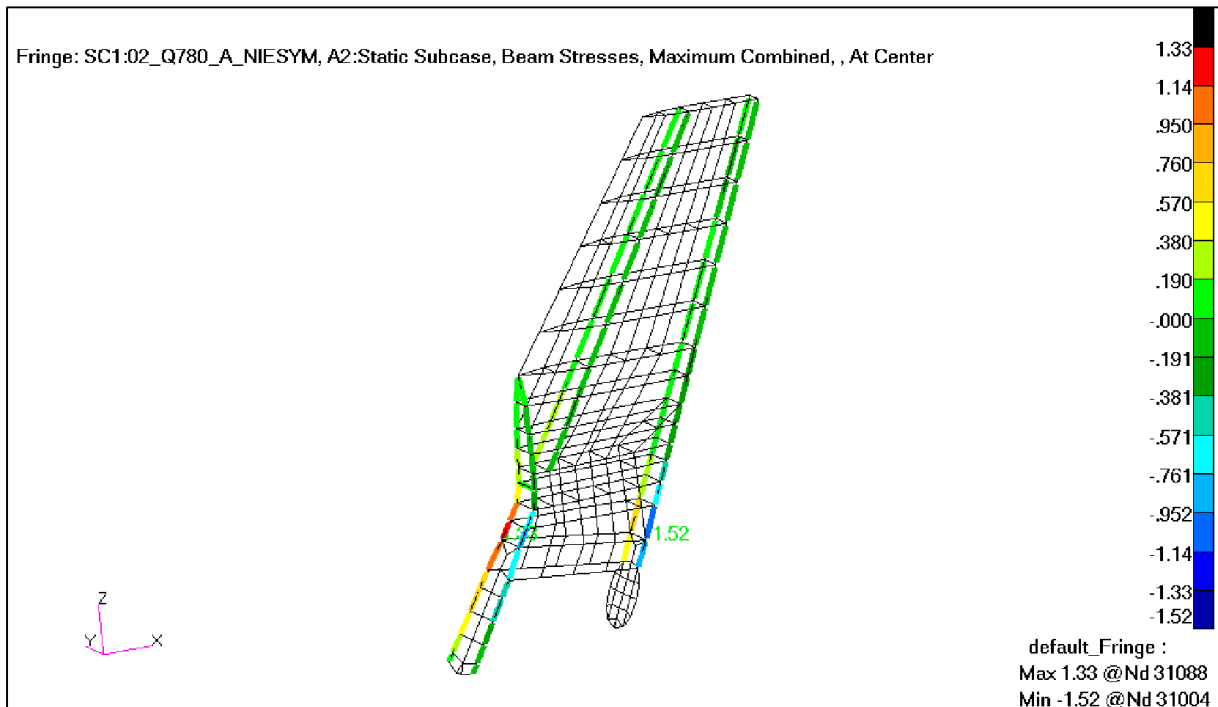 Fringe: SC1:02_Q780_A_NIESYM, A2:Static Subcase, Beam Stresses, Maximum Combined, , At Center
1.33
1.14
.950
.760
.570
.380
.190
-.000
-.191
-.381
-.571
-.761
-.952
-1.14
-1.33
-1.52
1.52
Z
Y
X
default_Fringe :
Max 1.33 @Nd 31088
Min -1.52 @Nd 31004